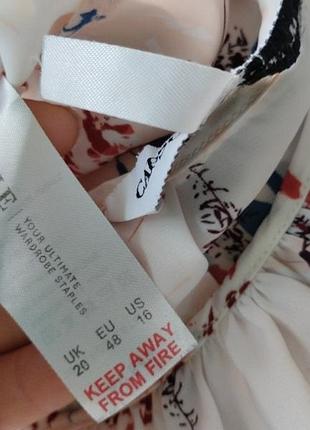 YOUR ULTIMATE
WARDROBE STAPLES
UK EU US
20 48 16
KEEP AWAY
FROM FIRE